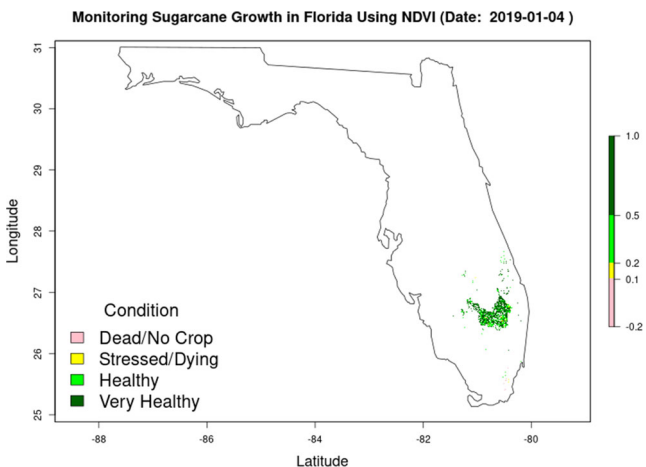 Monitoring Sugarcane Growth in Florida Using NDVI (Date:  2019-01-04 )
31
30
29
28
27
26
25
Longitude
Condition
Dead/No Crop
Stressed/Dying
Healthy
Very Healthy
-88
-86
-84
-82
-80
Latitude
1.0
0.5
0.2
0.1
-0.2